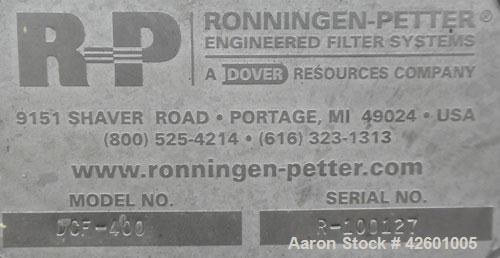 R-P
RONNINGEN-PETTER®
ENGINEERED FILTER SYSTEMS
A DOVER RESOURCES COMPANY
9151 SHAVER ROAD • PORTAGE, MI 49024 • USA
(800) 525-4214 • (616) 323-1313
www.ronningen-petter.com
MODEL NO. SERIAL NO.
DCF-400 R-100127
Aaron Stock # 42601005